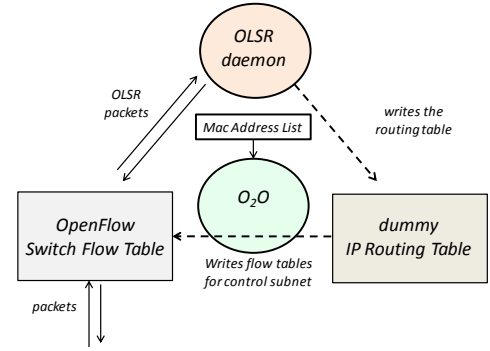 OLSR
daemon
OLSR
packets
writes the
routing table
Mac Address List
O₂O
OpenFlow
Switch Flow Table
dummy
IP Routing Table
Writes flow tables
for control subnet
packets